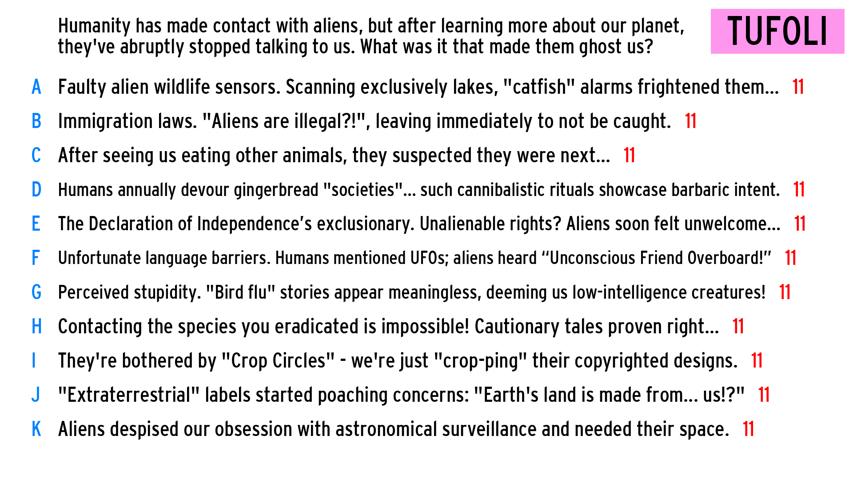 Humanity has made contact with aliens, but after learning more about our planet,
they've abruptly stopped talking to us. What was it that made them ghost us?
TUFOLI
A Faulty alien wildlife sensors. Scanning exclusively lakes, "catfish" alarms frightened them... 11
B Immigration laws. "Aliens are illegal?!", leaving immediately to not be caught. 11
C After seeing us eating other animals, they suspected they were next... 11
D Humans annually devour gingerbread "societies"... such cannibalistic rituals showcase barbaric intent. 11
E The Declaration of Independence’s exclusionary. Unalienable rights? Aliens soon felt unwelcome... 11
F Unfortunate language barriers. Humans mentioned UFOs; aliens heard “Unconscious Friend Overboard!” 11
G Perceived stupidity. "Bird flu" stories appear meaningless, deeming us low-intelligence creatures! 11
H Contacting the species you eradicated is impossible! Cautionary tales proven right... 11
I They're bothered by "Crop Circles" - we're just "crop-ping" their copyrighted designs. 11
J "Extraterrestrial" labels started poaching concerns: "Earth's land is made from... us!?" 11
K Aliens despised our obsession with astronomical surveillance and needed their space. 11